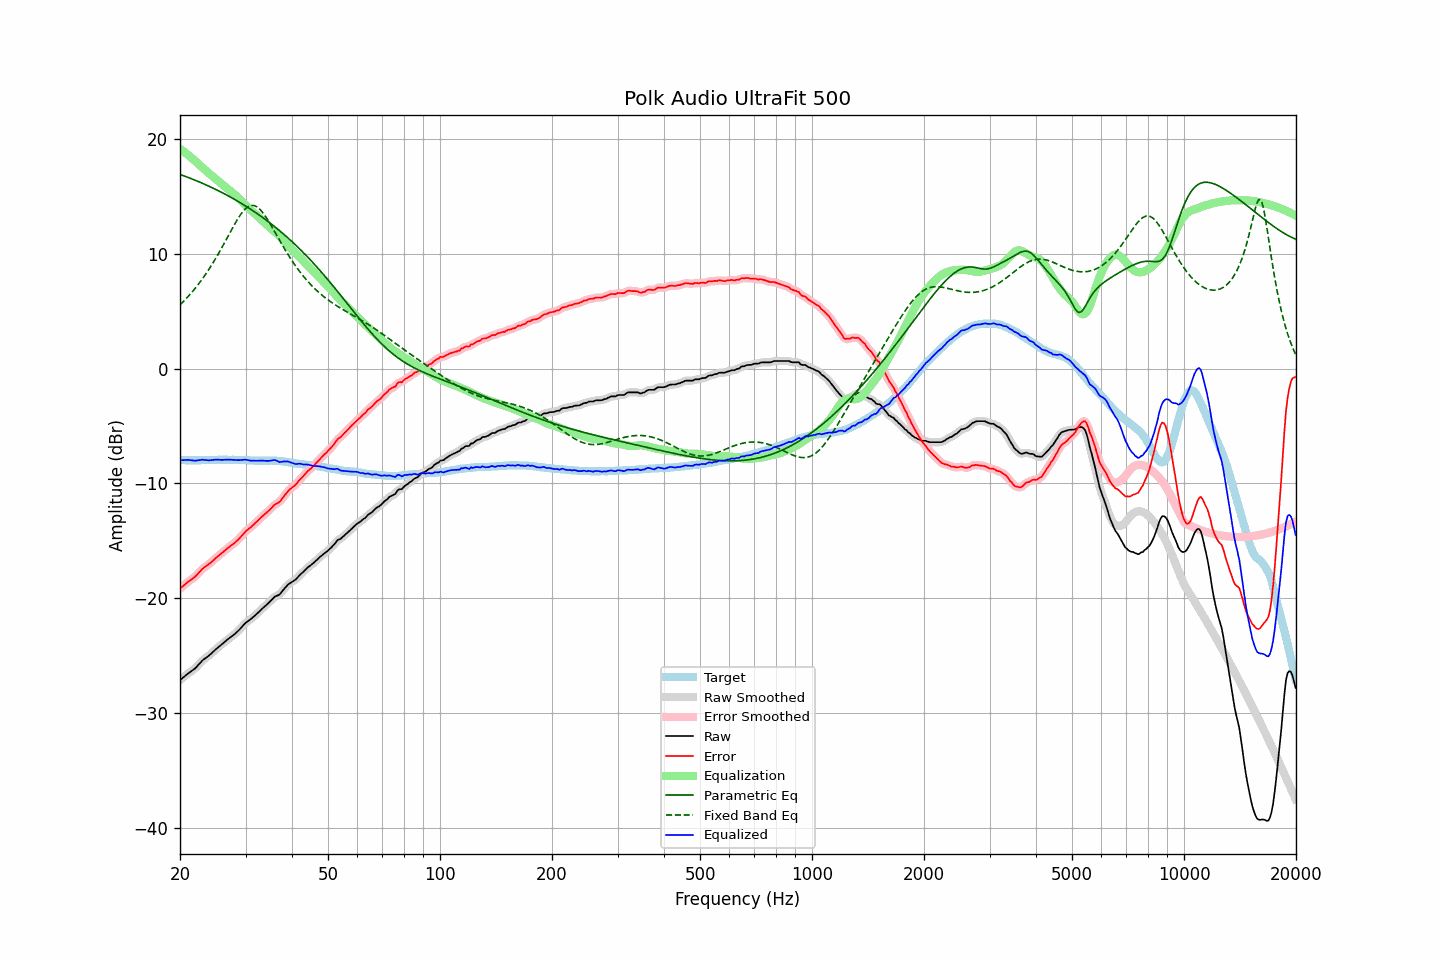 Polk Audio UltraFit 500
Amplitude (dBr)
20
10
0
−10
−20
−30
−40
Target
Raw Smoothed
Error Smoothed
Raw
Error
Equalization
Parametric Eq
Fixed Band Eq
Equalized
20 50 100 200 500 1000 2000 5000 10000 20000
Frequency (Hz)